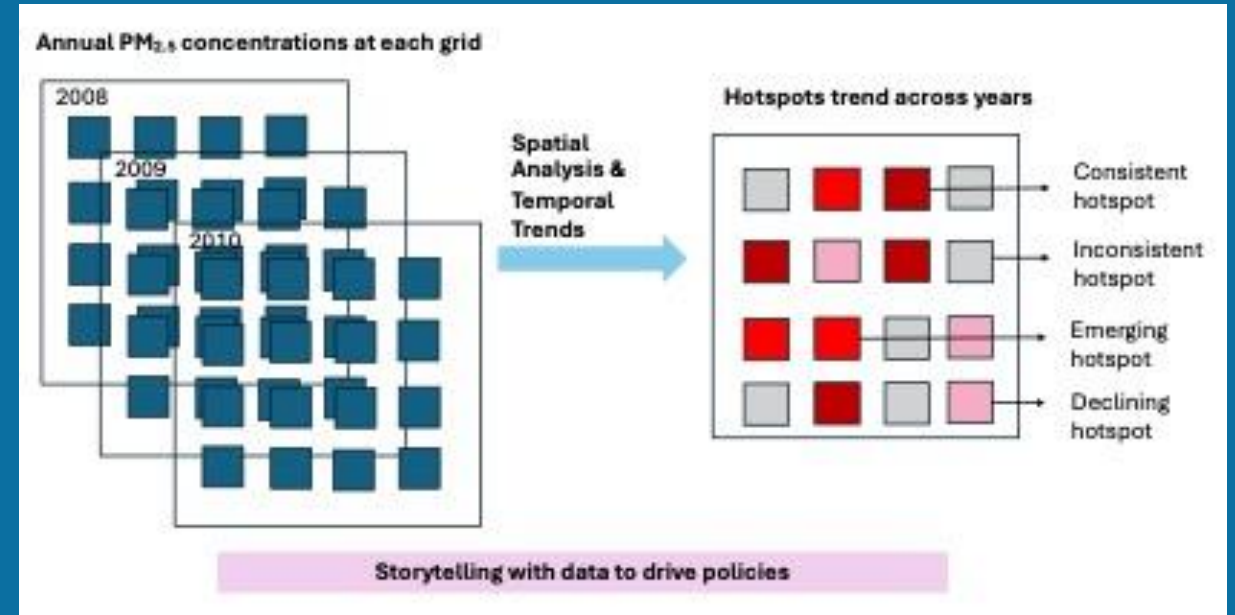 Annual PM₂.₅ concentrations at each grid
2008
2009
2010
Spatial
Analysis &
Temporal
Trends
Hotspots trend across years
Consistent
hotspot
Inconsistent
hotspot
Emerging
hotspot
Declining
hotspot
Storytelling with data to drive policies